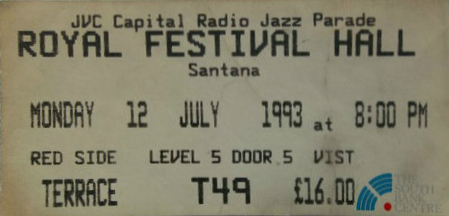 JVC Capital Radio Jazz Parade
ROYAL FESTIVAL HALL
Santana
MONDAY 12 JULY 1993 at 8:00 PM
RED SIDE LEVEL 5 DOOR 5 VIST
TERRACE T49 £16.00
THE
SOUTH
BANK
CENTRE